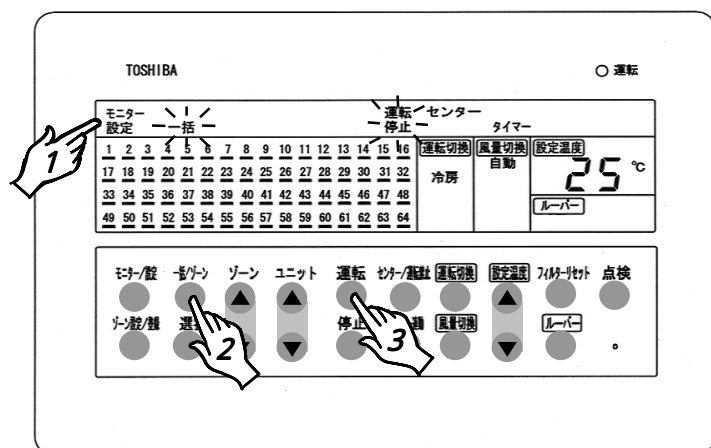 TOSHIBA
運転
モニター
設定
一括
運転
停止
センター
タイマー
1 2 3 4 5 6 7 8 9 10 11 12 13 14 15 16
17 18 19 20 21 22 23 24 25 26 27 28 29 30 31 32
33 34 35 36 37 38 39 40 41 42 43 44 45 46 47 48
49 50 51 52 53 54 55 56 57 58 59 60 61 62 63 64
運転切換 風量切換 設定温度
冷房 自動 25 ℃
ルーバー
モニター/設定 一括/ゾーン ゾーン ユニット 運転 運転切換 設定温度 フィルターリセット 点検
停止 風量切換 ルーバー
1
2
3